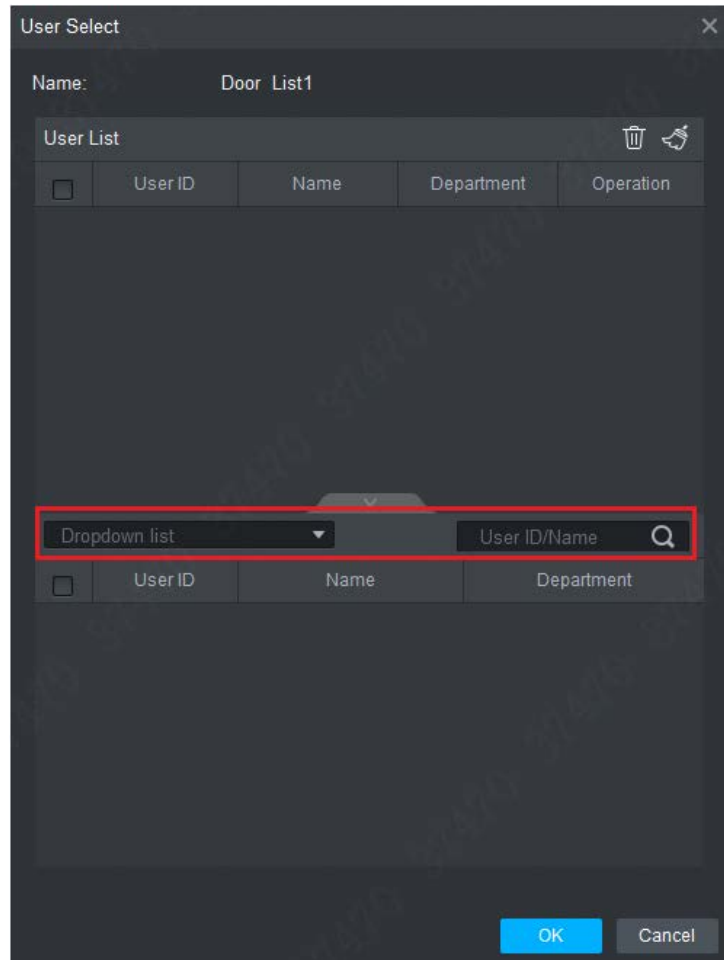 User Select
Name: Door List1
User List
User ID Name Department Operation
Dropdown list User ID/Name
User ID Name Department
OK Cancel